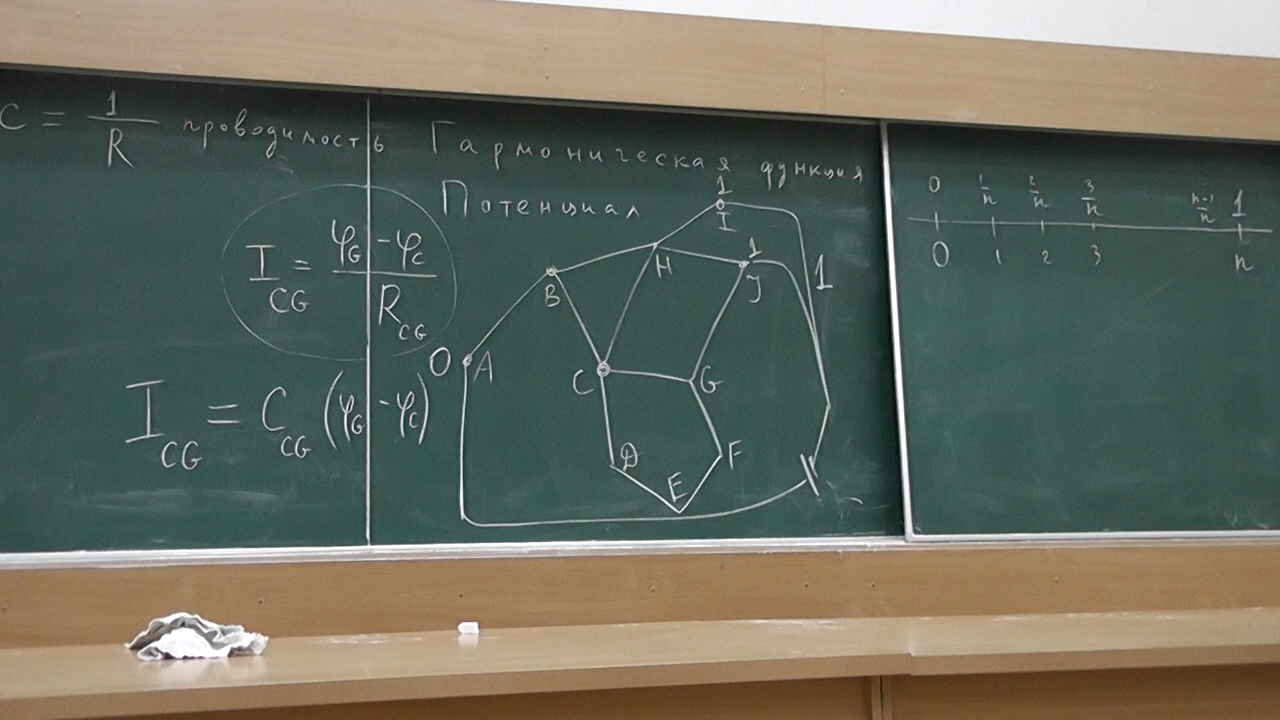 C = 1/R проводимость
I_CG = (φ_G - φ_C)/R_CG
I_CG = C_CG (φ_G - φ_C)
Гармоническая функция
Потенциал
1
I
H
1
J
1
B
0 A
C
G
D
F
E
0 1/n 2/n 3/n n-1/n 1
0 1 2 3 n